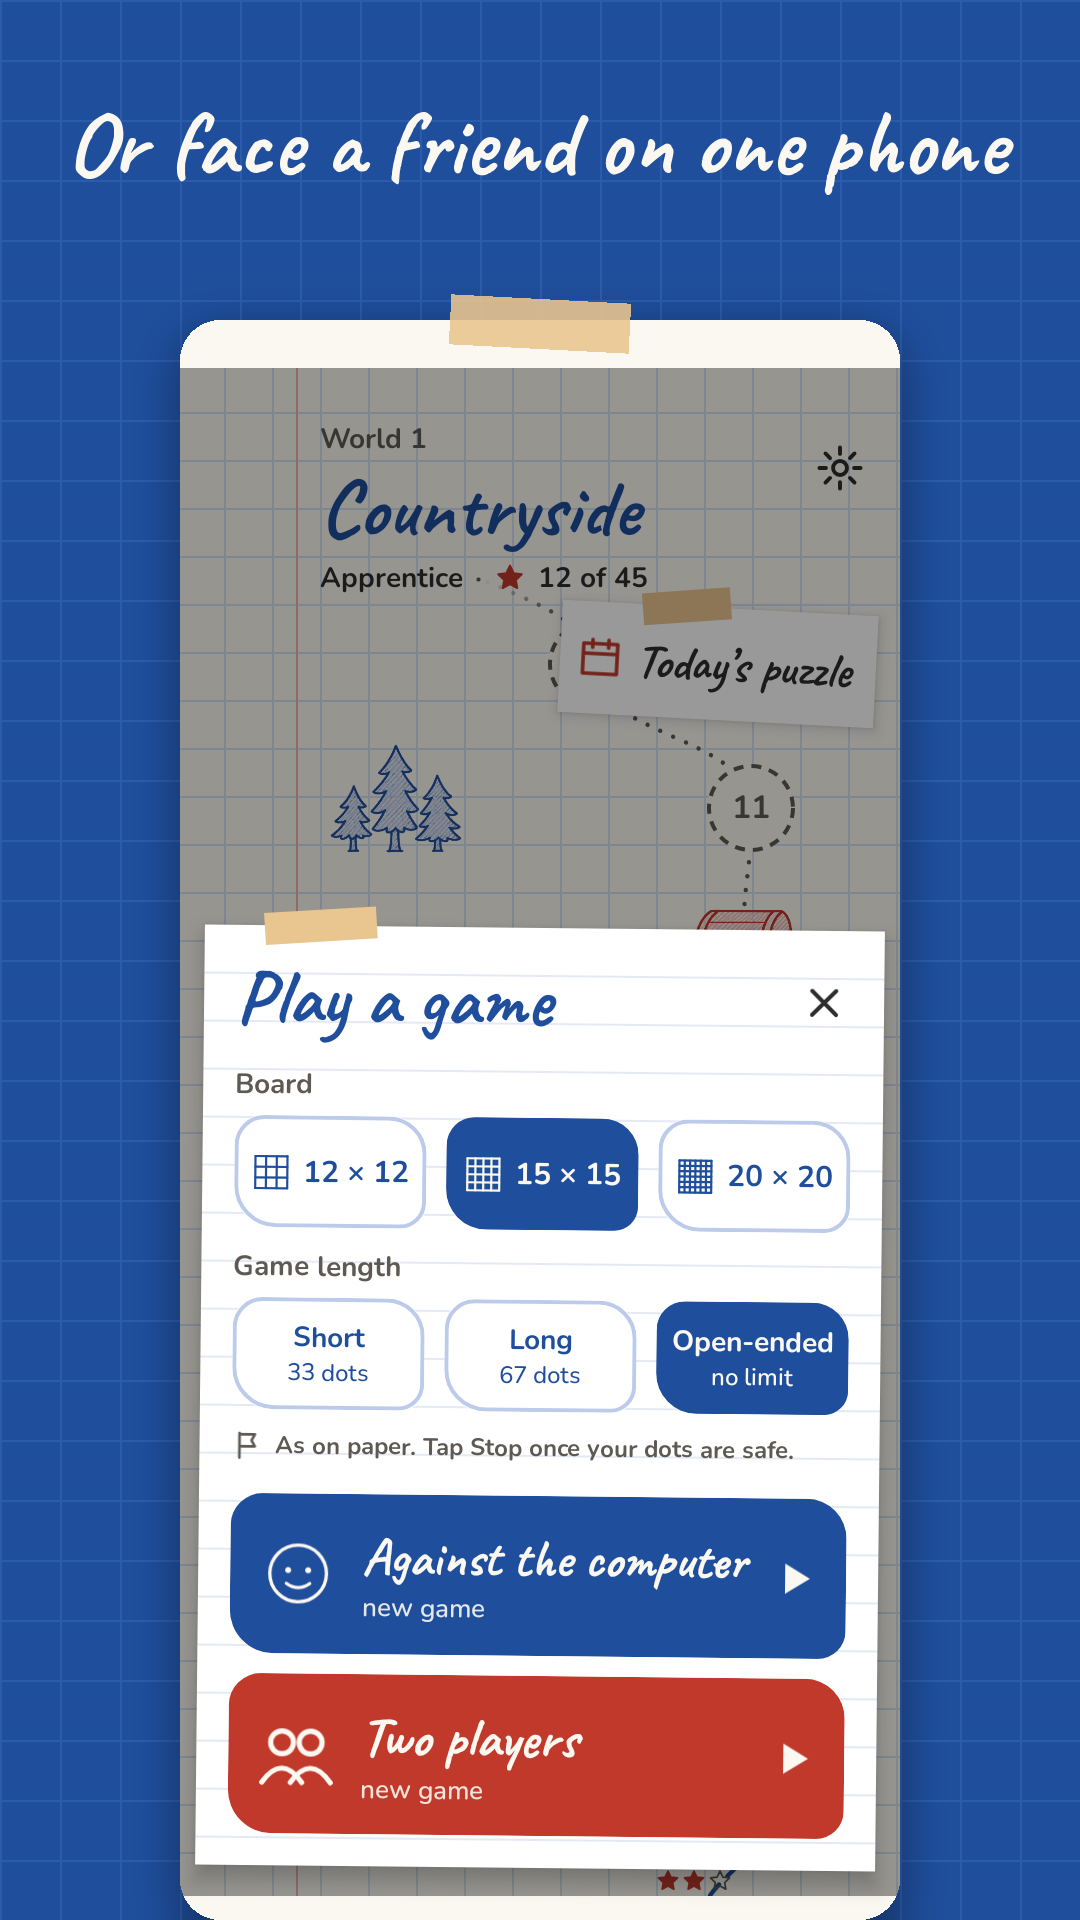 Or face a friend on one phone
World 1
Countryside
Apprentice · 12 of 45
Today's puzzle
11
Play a game
Board
12 × 12
15 × 15
20 × 20
Game length
Short
33 dots
Long
67 dots
Open-ended
no limit
As on paper. Tap Stop once your dots are safe.
Against the computer
new game
Two players
new game